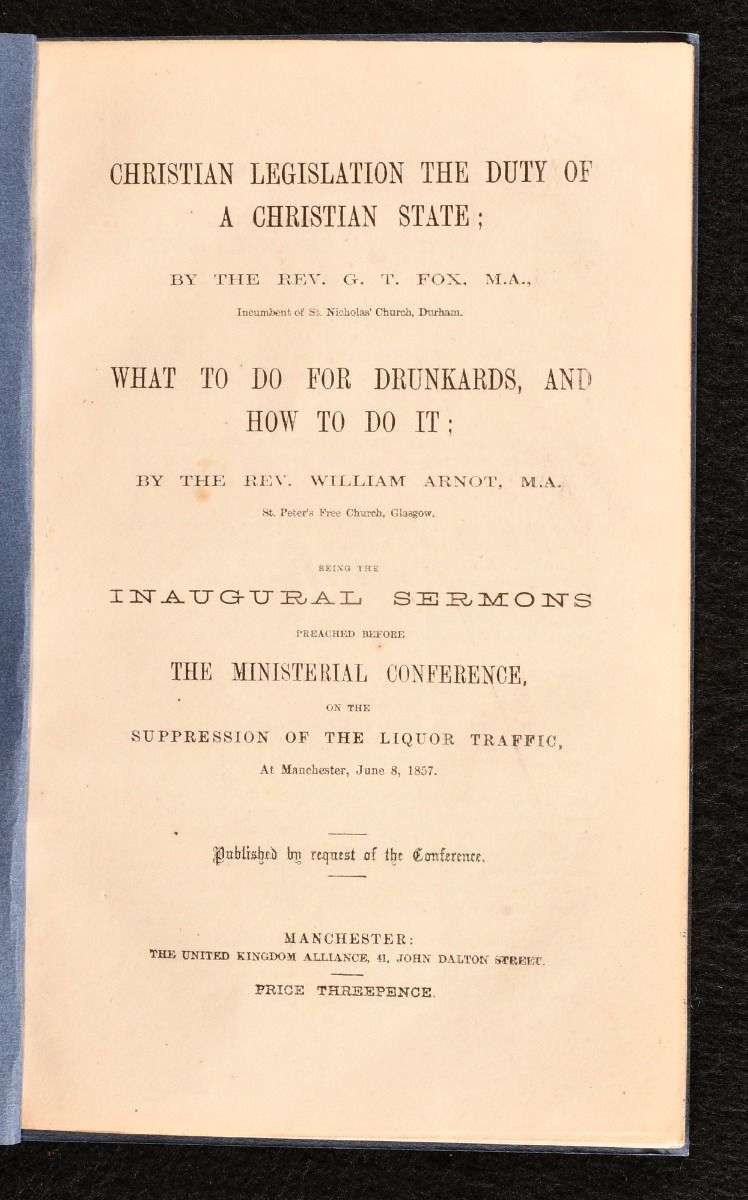 CHRISTIAN LEGISLATION THE DUTY OF
A CHRISTIAN STATE;
BY THE REV. G. T. FOX, M.A.,
Incumbent of St. Nicholas' Church, Durham.
WHAT TO DO FOR DRUNKARDS, AND
HOW TO DO IT;
BY THE REV. WILLIAM ARNOT, M.A.
St. Peter's Free Church, Glasgow.
BEING THE
INAUGURAL SERMONS
PREACHED BEFORE
THE MINISTERIAL CONFERENCE,
ON THE
SUPPRESSION OF THE LIQUOR TRAFFIC,
At Manchester, June 8, 1857.
Published by request of the Conference.
MANCHESTER:
THE UNITED KINGDOM ALLIANCE, 41, JOHN DALTON STREET.
PRICE THREEPENCE.